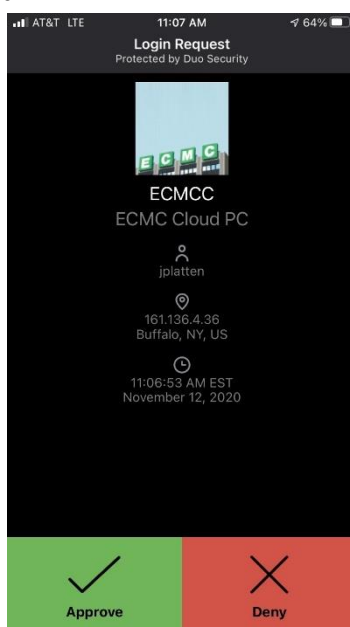 AT&T LTE 11:07 AM 64%
Login Request
Protected by Duo Security
E C M C
ECMCC
ECMC Cloud PC
jplatten
161.136.4.36
Buffalo, NY, US
11:06:53 AM EST
November 12, 2020
Approve Deny